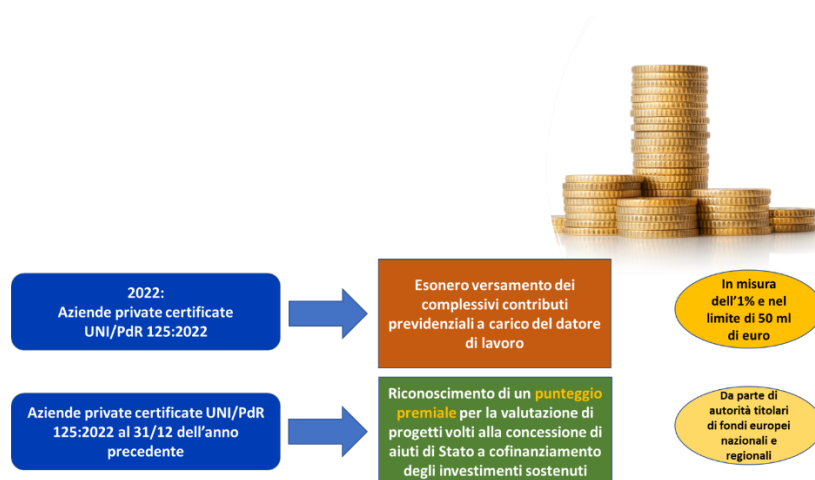 2022:
Aziende private certificate
UNI/PdR 125:2022
Esonero versamento dei
complessivi contributi
previdenziali a carico del datore
di lavoro
In misura
dell'1% e nel
limite di 50 ml
di euro
Aziende private certificate UNI/PdR
125:2022 al 31/12 dell'anno
precedente
Riconoscimento di un punteggio
premiale per la valutazione di
progetti volti alla concessione di
aiuti di Stato a cofinanziamento
degli investimenti sostenuti
Da parte di
autorità titolari
di fondi europei
nazionali e
regionali